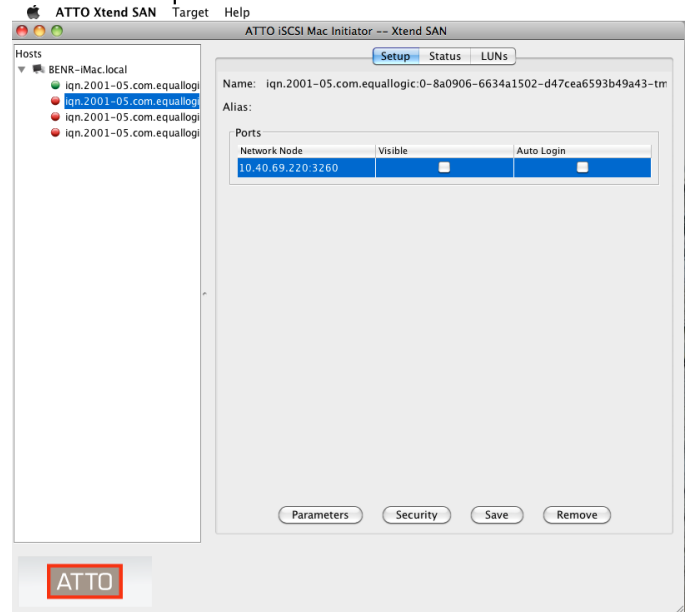 ATTO Xtend SAN Target Help
ATTO iSCSI Mac Initiator -- Xtend SAN
Hosts
BENR-iMac.local
iqn.2001-05.com.equallogi
iqn.2001-05.com.equallogi
iqn.2001-05.com.equallogi
iqn.2001-05.com.equallogi
Setup Status LUNs
Name: iqn.2001-05.com.equallogic:0-8a0906-6634a1502-d47cea6593b49a43-tm
Alias:
Ports
Network Node Visible Auto Login
10.40.69.220:3260
Parameters Security Save Remove
ATTO